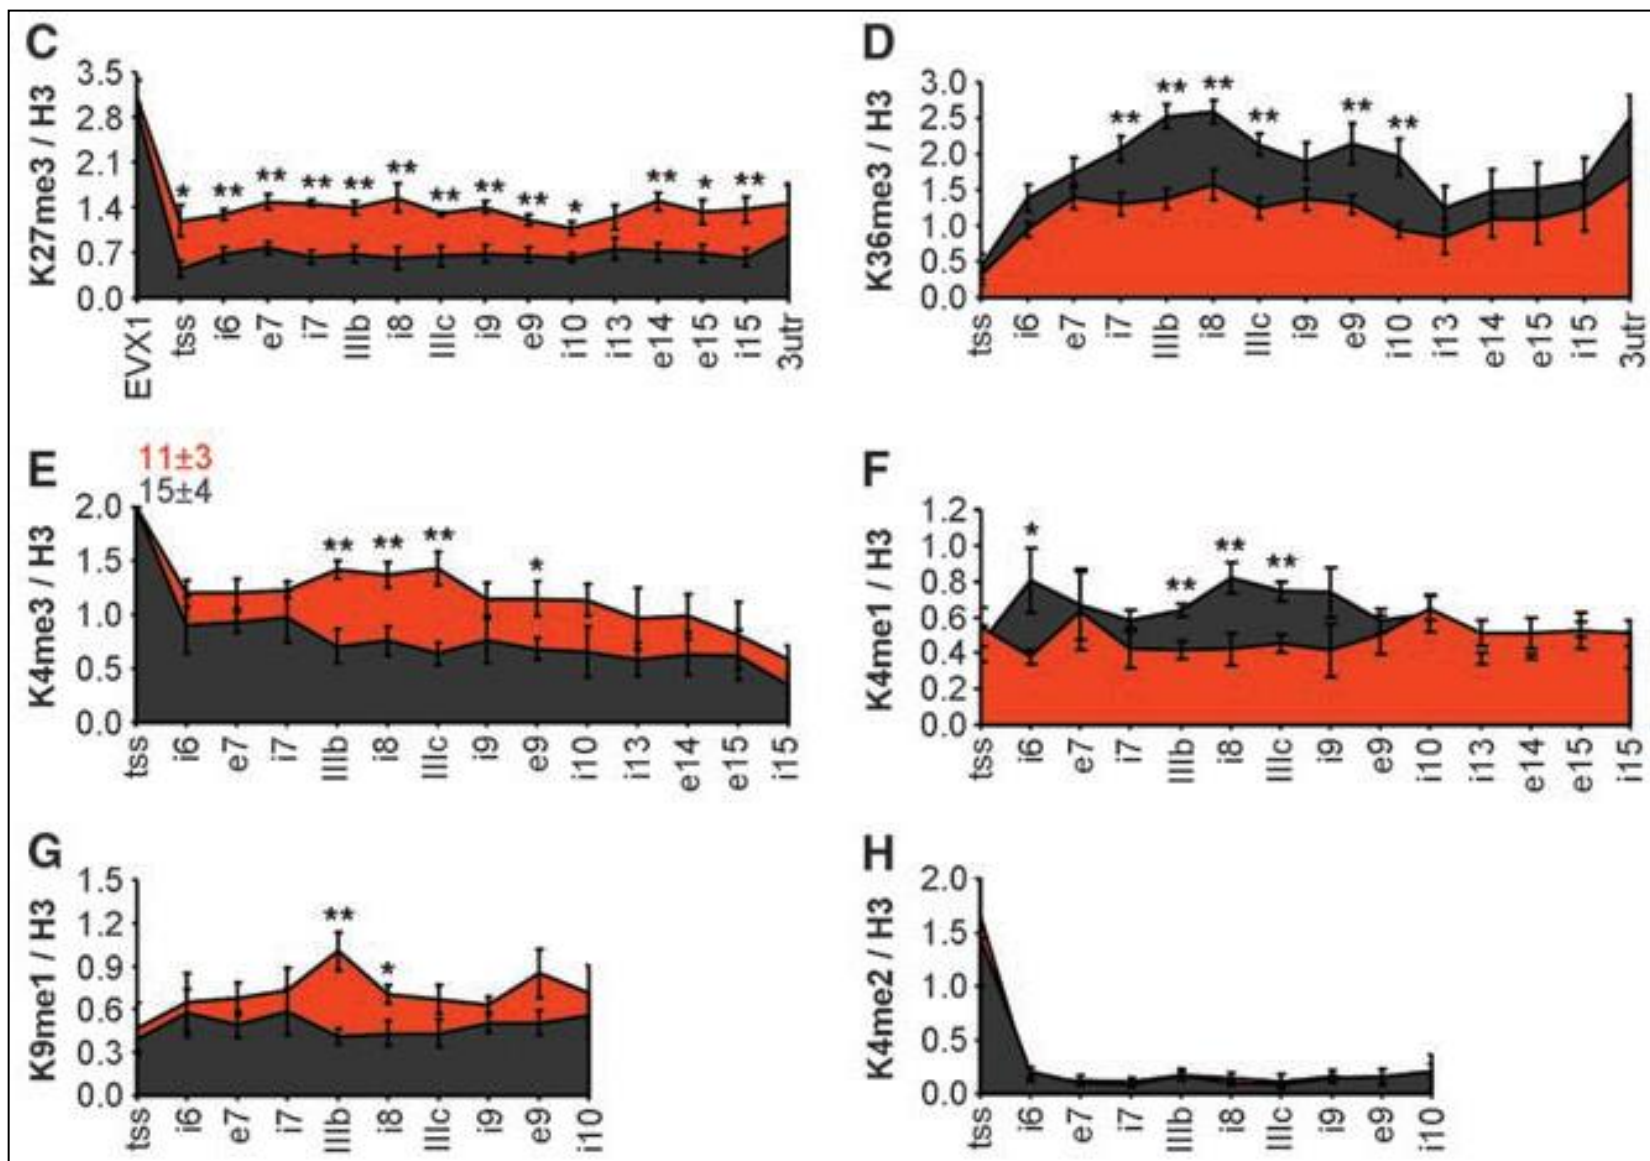 C
K27me3 / H3
3.5
2.8
2.1
1.4
0.7
0.0
* ** ** ** ** ** ** ** ** * ** * **
EVX1 tss i6 e7 i7 IIIb i8 IIIc i9 e9 i10 i13 e14 e15 i15 3utr
D
K36me3 / H3
3.0
2.5
2.0
1.5
1.0
0.5
0.0
** ** ** ** ** **
tss i6 e7 i7 IIIb i8 IIIc i9 e9 i10 i13 e14 e15 i15 3utr
E
11±3
15±4
K4me3 / H3
2.0
1.5
1.0
0.5
0.0
** ** ** *
tss i6 e7 i7 IIIb i8 IIIc i9 e9 i10 i13 e14 e15 i15
F
K4me1 / H3
1.2
1.0
0.8
0.6
0.4
0.2
0.0
* ** ** **
tss i6 e7 i7 IIIb i8 IIIc i9 e9 i10 i13 e14 e15 i15
G
K9me1 / H3
1.5
1.2
0.9
0.6
0.3
0.0
** *
tss i6 e7 i7 IIIb i8 IIIc i9 e9 i10
H
K4me2 / H3
2.0
1.5
1.0
0.5
0.0
tss i6 e7 i7 IIIb i8 IIIc i9 e9 i10